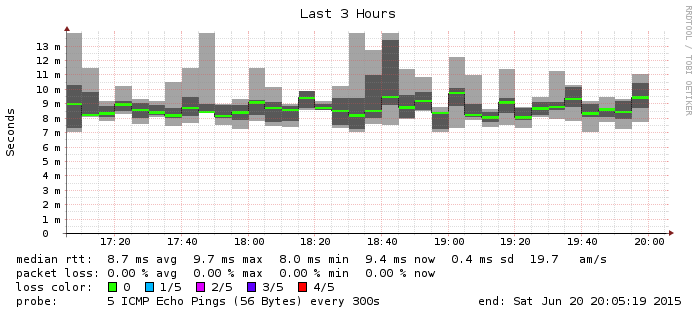 Last 3 Hours
RRDTOOL / TOBI OETIKER
Seconds
13 m
12 m
11 m
10 m
9 m
8 m
7 m
6 m
5 m
4 m
3 m
2 m
1 m
0
17:20 17:40 18:00 18:20 18:40 19:00 19:20 19:40 20:00
median rtt: 8.7 ms avg 9.7 ms max 8.0 ms min 9.4 ms now 0.4 ms sd 19.7 am/s
packet loss: 0.00 % avg 0.00 % max 0.00 % min 0.00 % now
loss color: 0 1/5 2/5 3/5 4/5
probe: 5 ICMP Echo Pings (56 Bytes) every 300s end: Sat Jun 20 20:05:19 2015